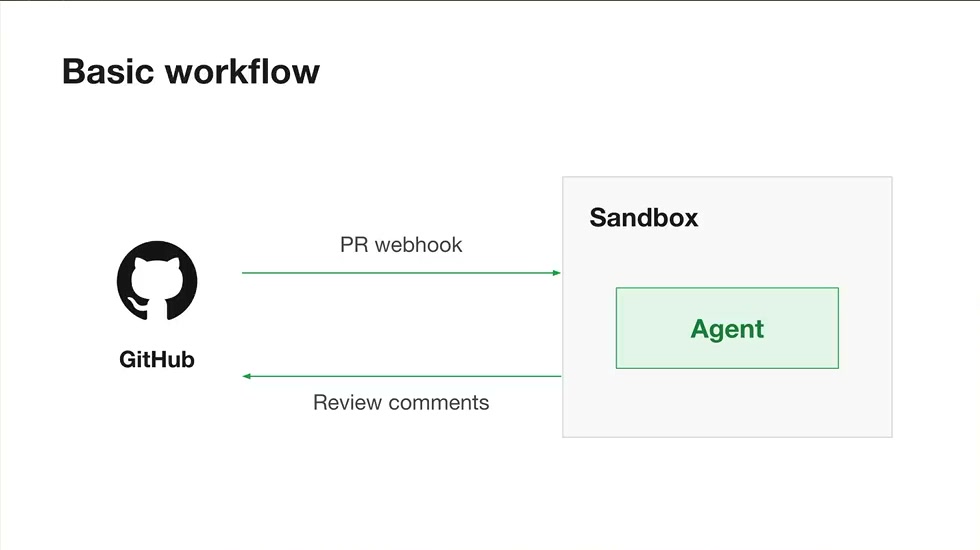 Basic workflow
Sandbox
PR webhook
Agent
GitHub
Review comments